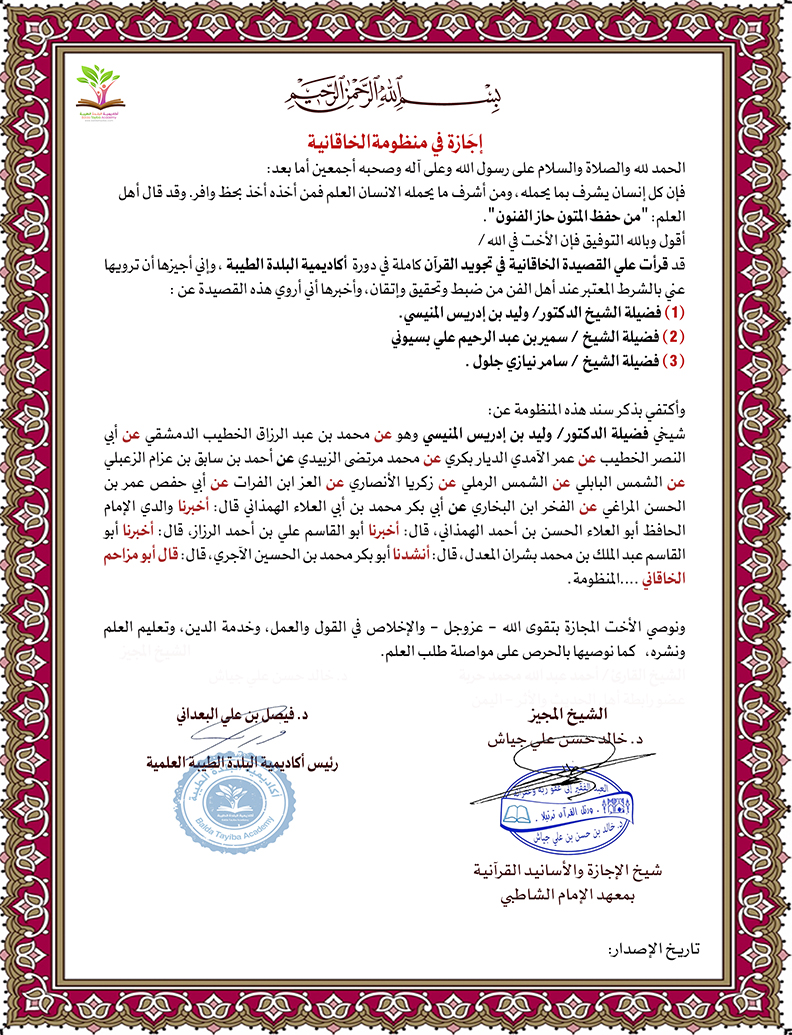 أكاديمية البلدة الطيبة
بسم الله الرحمن الرحيم
إجَازة في منظومة الخاقانية
الحمد لله والصلاة والسلام على رسول الله وعلى آله وصحبه أجمعين أما بعد:
فإن كل إنسان يشرف بما يحمله، ومن أشرف ما يحمله الانسان العلم فمن أخذه أخذ بحظ وافر. وقد قال أهل
العلم: "من حفظ المتون حاز الفنون".
أقول وبالله التوفيق فإن الأخت في الله /
قد قرأت علي القصيدة الخاقانية في تجويد القرآن كاملة في دورة أكاديمية البلدة الطيبة ، وإني أجيزها أن ترويها
عني بالشرط المعتبر عند أهل الفن من ضبط وتحقيق وإتقان، وأخبرها أني أروي هذه القصيدة عن :
(1) فضيلة الشيخ الدكتور/ وليد بن إدريس المنيسي.
(2) فضيلة الشيخ / سمير بن عبد الرحيم علي بسيوني
(3) فضيلة الشيخ / سامر نيازي جلول .
وأكتفي بذكر سند هذه المنظومة عن:
شيخي فضيلة الدكتور/ وليد بن إدريس المنيسي وهو عن محمد بن عبد الرزاق الخطيب الدمشقي عن أبي
النصر الخطيب عن عمر الآمدي الديار بكري عن محمد مرتضى الزبيدي عن أحمد بن سابق بن عزام الزعبلي
عن الشمس البابلي عن الشمس الرملي عن زكريا الأنصاري عن العز ابن الفرات عن أبي حفص عمر بن
الحسن المراغي عن الفخر ابن البخاري عن أبي بكر محمد بن أبي العلاء الهمذاني قال: أخبرنا والدي الإمام
الحافظ أبو العلاء الحسن بن أحمد الهمذاني، قال: أخبرنا أبو القاسم علي بن أحمد الرزاز، قال: أخبرنا أبو
القاسم عبد الملك بن محمد بشران المعدل، قال: أنشدنا أبو بكر محمد بن الحسين الآجري، قال: قال أبو مزاحم
الخاقاني ....المنظومة.
ونوصي الأخت المجازة بتقوى الله - عزوجل - والإخلاص في القول والعمل، وخدمة الدين، وتعليم العلم
ونشره، كما نوصيها بالحرص على مواصلة طلب العلم.
الشيخ المجيز
د. خالد حسن علي جياش
العبد الفقير إلى عفو ربه وغفرانه
. ورتل القرآن ترتيلا .
د. خالد بن حسن بن علي جياش
شيخ الإجازة والأسانيد القرآنية
بمعهد الإمام الشاطبي
د. فيصل بن علي البعداني
رئيس أكاديمية البلدة الطيبة العلمية
أكاديمية البلدة الطيبة
Balda Tayiba Academy
تاريخ الإصدار: